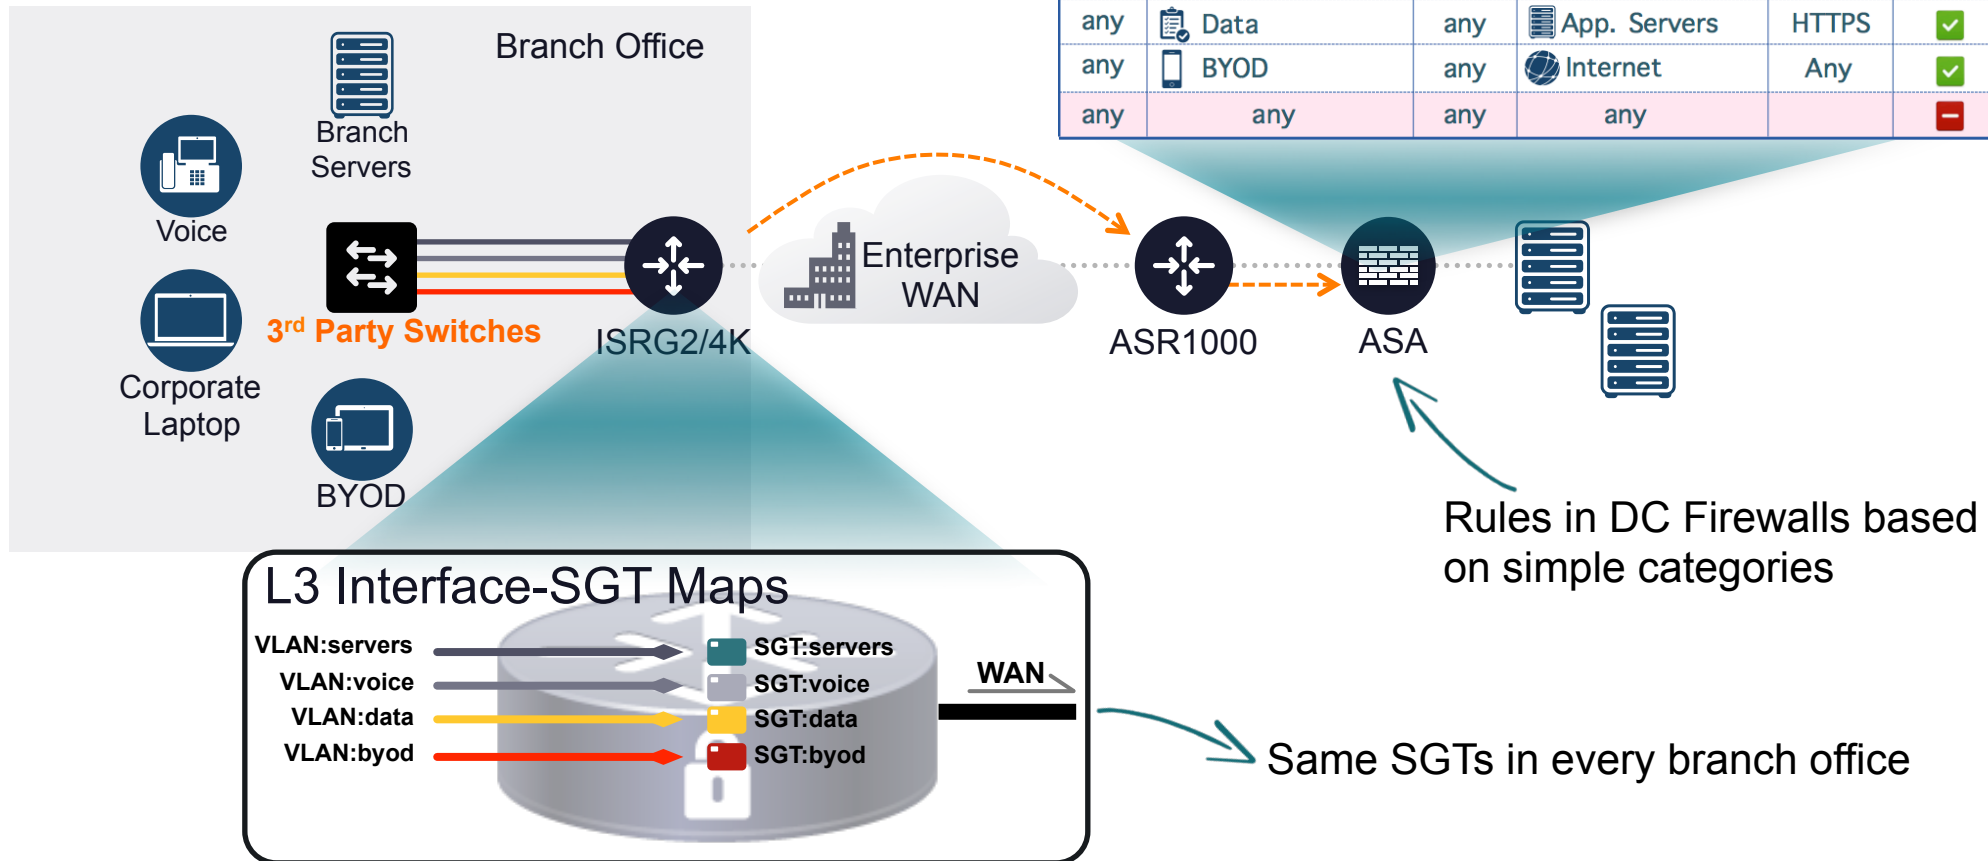 any Data any App. Servers HTTPS
any BYOD any Internet Any
any any any any
Branch Office
Branch
Servers
Voice
3rd Party Switches
Corporate
Laptop
BYOD
ISRG2/4K
Enterprise
WAN
ASR1000
ASA
Rules in DC Firewalls based
on simple categories
L3 Interface-SGT Maps
VLAN:servers SGT:servers
VLAN:voice SGT:voice
VLAN:data SGT:data
VLAN:byod SGT:byod
WAN
Same SGTs in every branch office